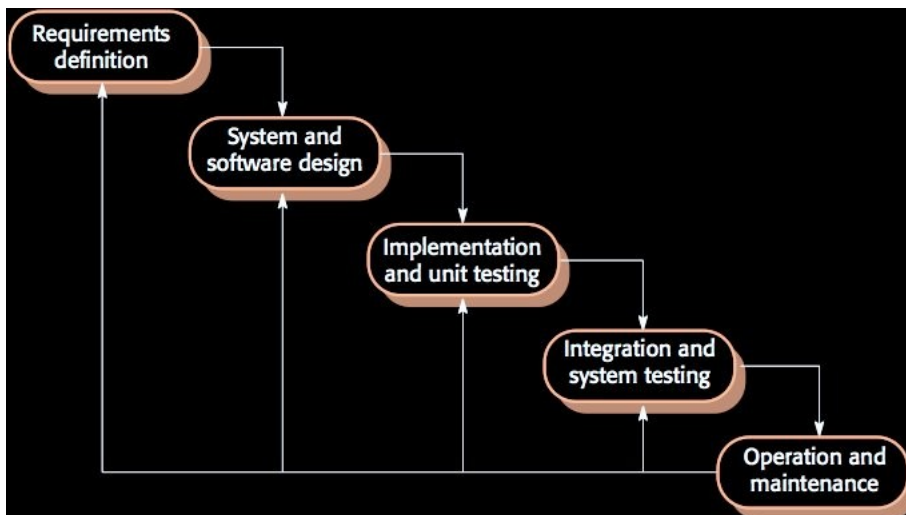 Requirements
definition
System and
software design
Implementation
and unit testing
Integration and
system testing
Operation and
maintenance